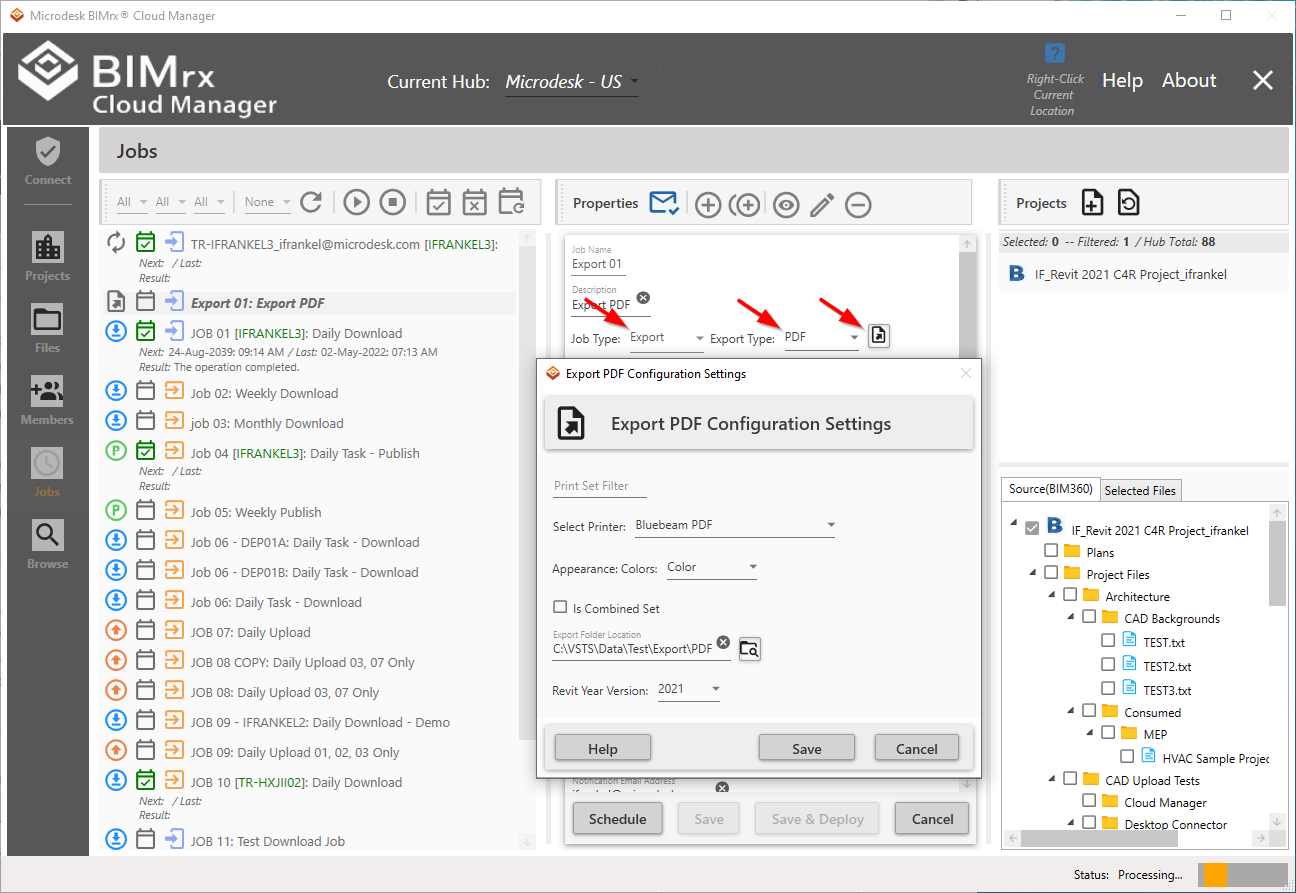 Microdesk BIMrx® Cloud Manager
BIMrx
Cloud Manager
Current Hub: Microdesk - US
?
Right-Click
Current
Location
Help About
Connect
Projects
Files
Members
Jobs
Browse
Jobs
All All All None
TR-IFRANKEL3_ifrankel@microdesk.com [IFRANKEL3]:
Next: / Last:
Result:
Export 01: Export PDF
JOB 01 [IFRANKEL3]: Daily Download
Next: 24-Aug-2039: 09:14 AM / Last: 02-May-2022: 07:13 AM
Result: The operation completed.
Job 02: Weekly Download
job 03: Monthly Download
P Job 04 [IFRANKEL3]: Daily Task - Publish
Next: / Last:
Result:
P Job 05: Weekly Publish
Job 06 - DEP01A: Daily Task - Download
Job 06 - DEP01B: Daily Task - Download
Job 06: Daily Task - Download
JOB 07: Daily Upload
JOB 08 COPY: Daily Upload 03, 07 Only
JOB 08: Daily Upload 03, 07 Only
JOB 09 - IFRANKEL2: Daily Download - Demo
JOB 09: Daily Upload 01, 02, 03 Only
JOB 10 [TR-HXJII02]: Daily Download
Next: / Last:
Result:
JOB 11: Test Download Job
Properties
Job Name
Export 01
Description
Export PDF
Job Type: Export Export Type: PDF
Export PDF Configuration Settings
Export PDF Configuration Settings
Print Set Filter
Select Printer: Bluebeam PDF
Appearance: Colors: Color
Is Combined Set
Export Folder Location
C:\VSTS\Data\Test\Export\PDF
Revit Year Version: 2021
Help Save Cancel
Notification Email Address
Schedule Save Save & Deploy Cancel
Projects
Selected: 0 -- Filtered: 1 / Hub Total: 88
B IF_Revit 2021 C4R Project_ifrankel
Source(BIM360) Selected Files
B IF_Revit 2021 C4R Project_ifrankel
Plans
Project Files
Architecture
CAD Backgrounds
TEST.txt
TEST2.txt
TEST3.txt
Consumed
MEP
HVAC Sample Projec
CAD Upload Tests
Cloud Manager
Desktop Connector
Status: Processing...